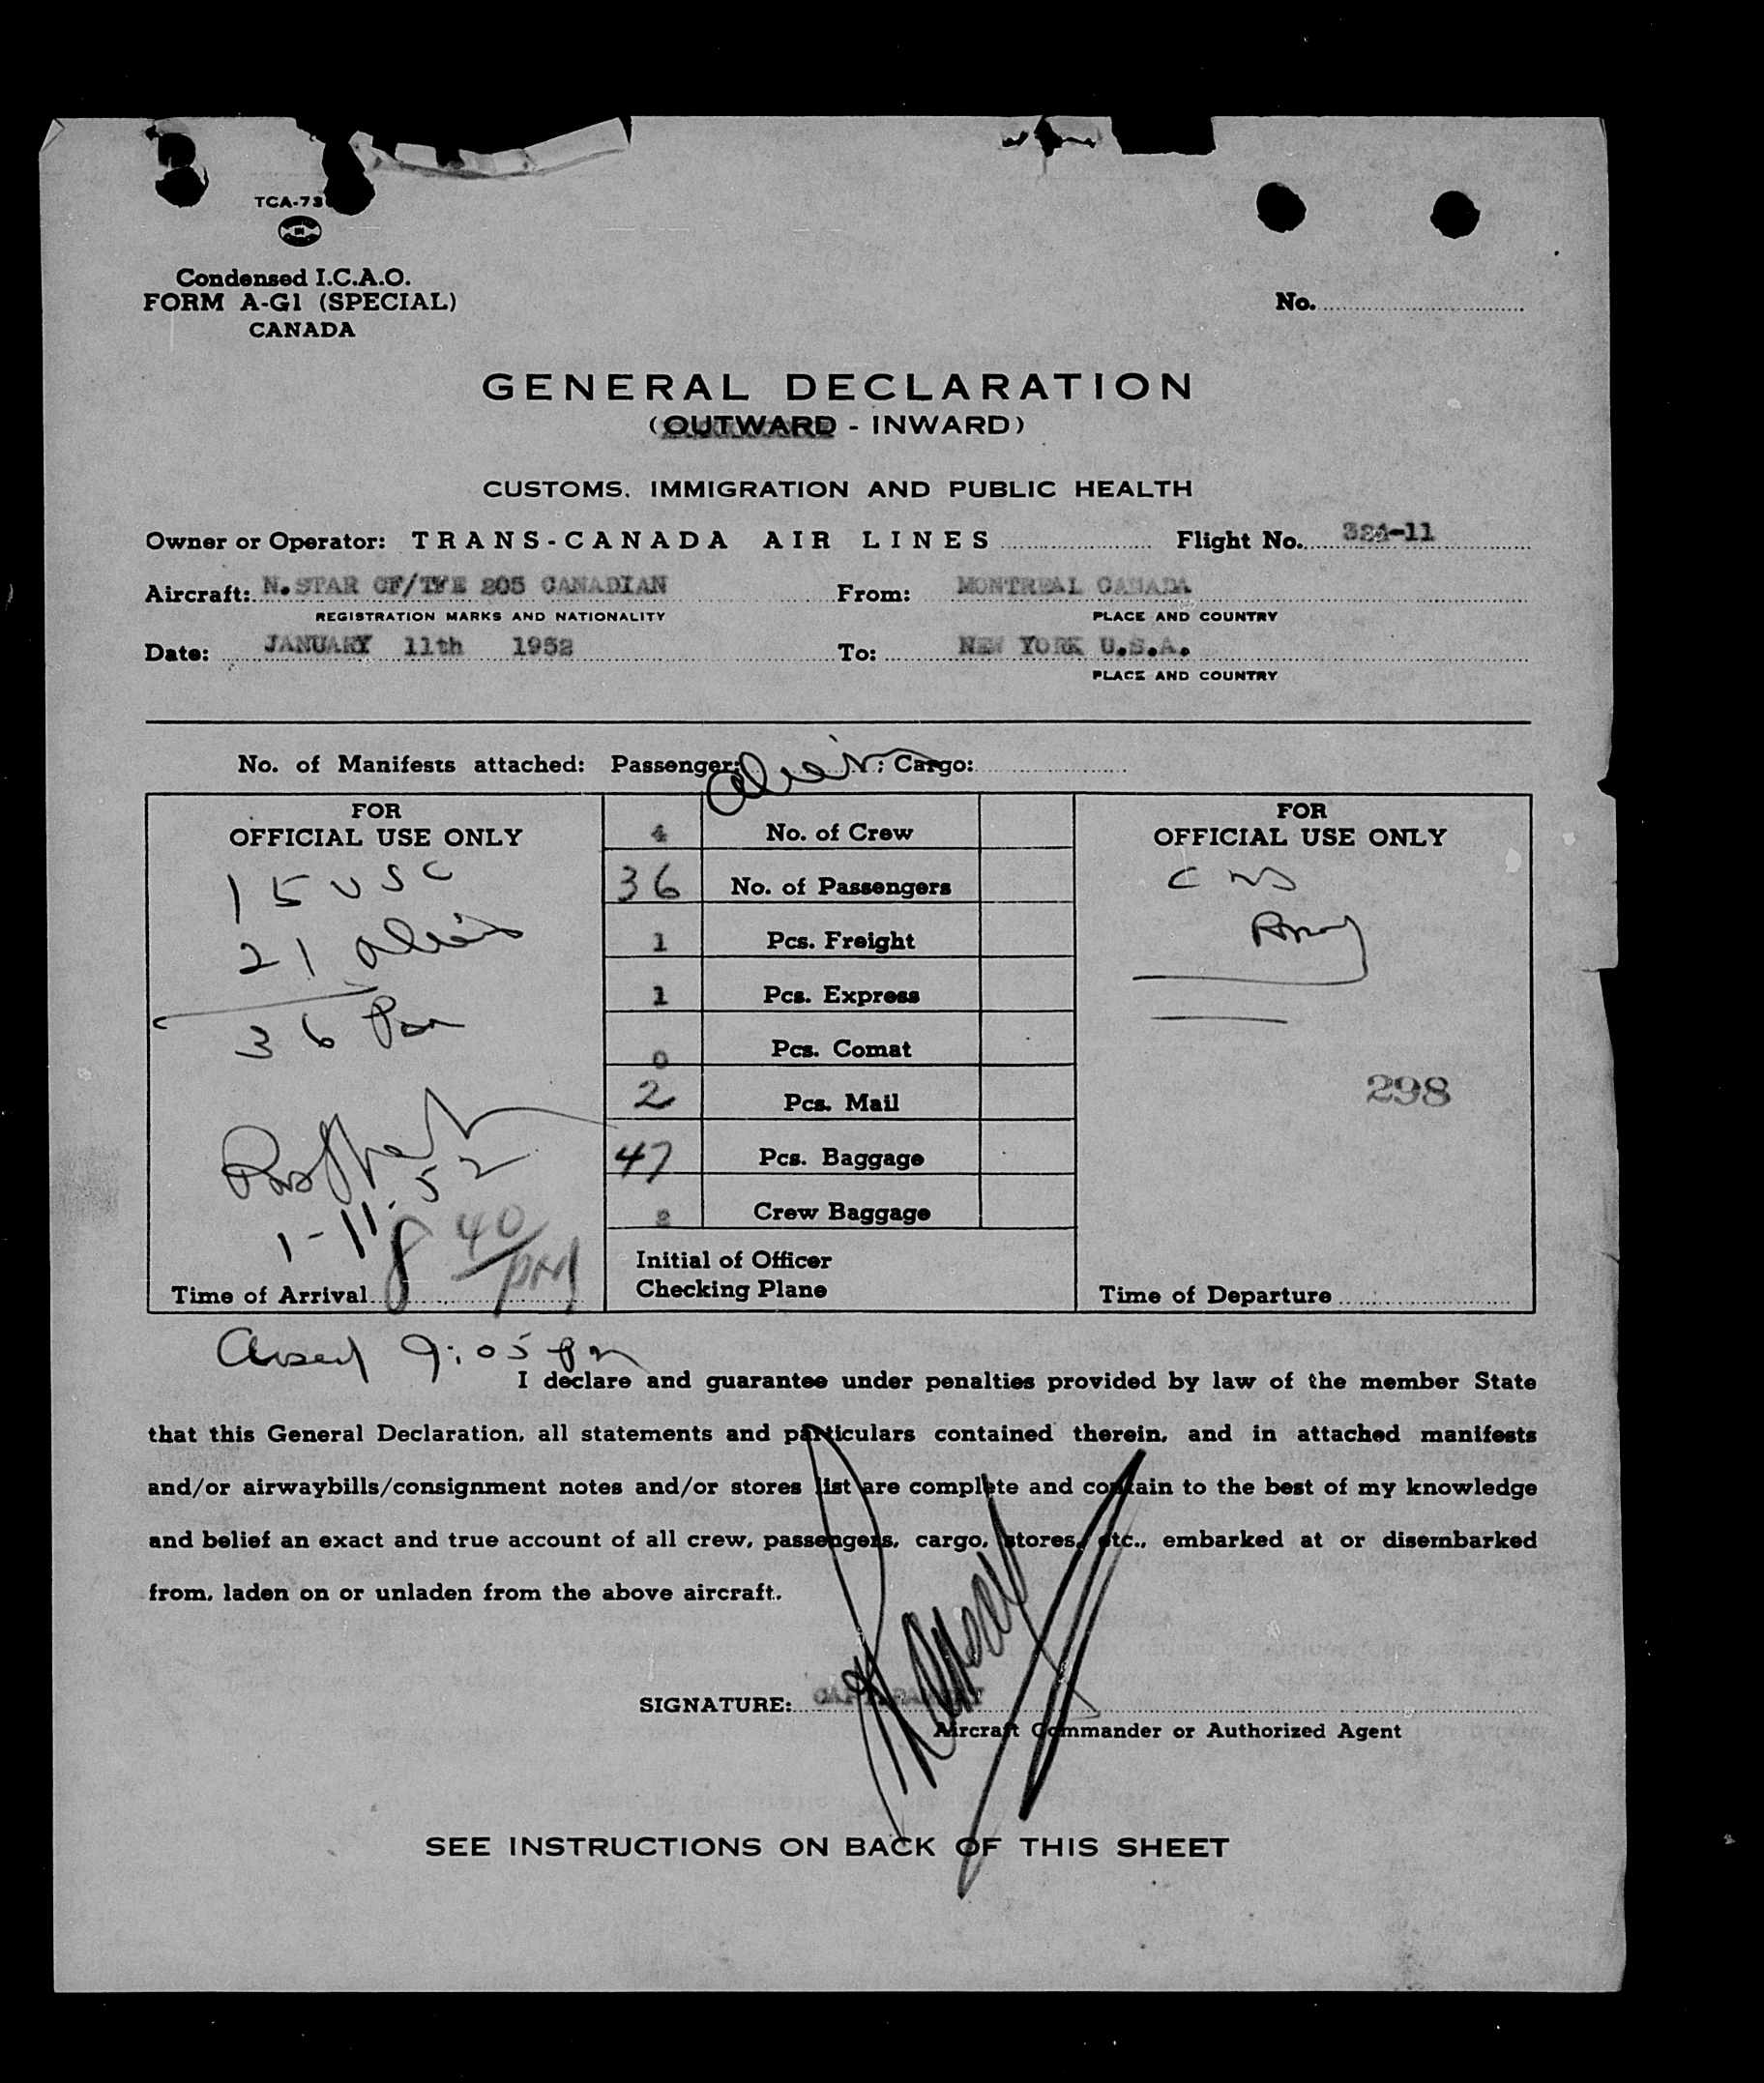 TCA-73
Condensed I.C.A.O.
FORM A-G1 (SPECIAL)
CANADA
No.
GENERAL DECLARATION
(OUTWARD - INWARD)
CUSTOMS, IMMIGRATION AND PUBLIC HEALTH
Owner or Operator: TRANS-CANADA AIR LINES Flight No. 324-11
Aircraft: N.STAR CF/TFE 205 CANADIAN From: MONTREAL CANADA
REGISTRATION MARKS AND NATIONALITY PLACE AND COUNTRY
Date: JANUARY 11th 1952 To: NEW YORK U.S.A.
PLACE AND COUNTRY
No. of Manifests attached: Passenger: ; Cargo:
FOR
OFFICIAL USE ONLY
15 USC
21 aliens
36 Pax
1-11-52
8 40/PM
Time of Arrival
4 No. of Crew
36 No. of Passengers
1 Pcs. Freight
1 Pcs. Express
0 Pcs. Comat
2 Pcs. Mail
47 Pcs. Baggage
2 Crew Baggage
Initial of Officer
Checking Plane
FOR
OFFICIAL USE ONLY
298
Time of Departure
9:05 pm
I declare and guarantee under penalties provided by law of the member State
that this General Declaration, all statements and particulars contained therein, and in attached manifests
and/or airwaybills/consignment notes and/or stores list are complete and contain to the best of my knowledge
and belief an exact and true account of all crew, passengers, cargo, stores, etc., embarked at or disembarked
from, laden on or unladen from the above aircraft.
SIGNATURE:
Aircraft Commander or Authorized Agent
SEE INSTRUCTIONS ON BACK OF THIS SHEET